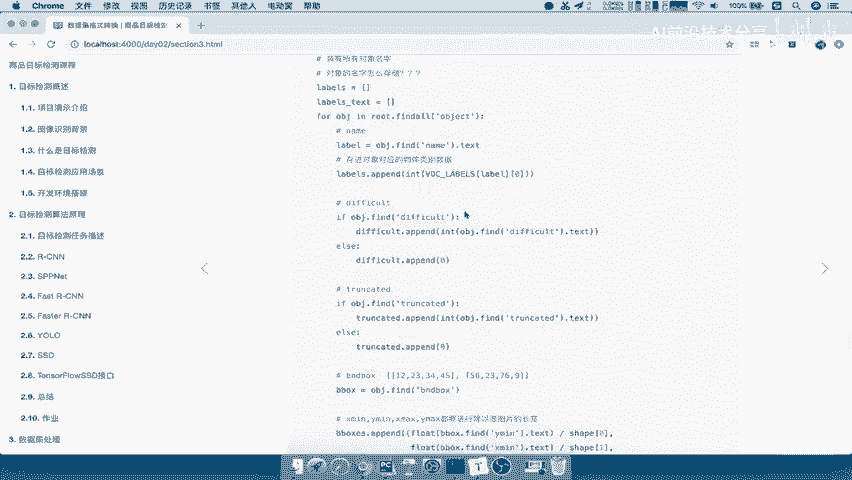 Chrome 文件 修改 视图 历史记录 书签 其他人 电动窗 帮助 100%
数据集格式转换 | 商品目标检测
localhost:4000/day02/section3.html
AI前沿技术分享
商品目标检测课程
1. 目标检测概述
1.1. 项目演示介绍
1.2. 图像识别背景
1.3. 什么是目标检测
1.4. 目标检测应用场景
1.5. 开发环境搭建
2. 目标检测算法原理
2.1. 目标检测任务描述
2.2. R-CNN
2.3. SPPNet
2.4. Fast R-CNN
2.5. Faster R-CNN
2.6. YOLO
2.7. SSD
2.8. TensorFlowSSD接口
2.9. 总结
2.10. 作业
3. 数据集处理
# 获取所有对象名字
# 对象的名字怎么存储？？？
labels = []
labels_text = []
for obj in root.findall('object'):
# name
label = obj.find('name').text
# 存进对象对应的物体类别数据
labels.append(int(VOC_LABELS[label][0]))
# difficult
if obj.find('difficult'):
difficult.append(int(obj.find('difficult').text))
else:
difficult.append(0)
# truncated
if obj.find('truncated'):
truncated.append(int(obj.find('truncated').text))
else:
truncated.append(0)
# bndbox [[12,23,34,45], [56,23,76,9]]
bbox = obj.find('bndbox')
# xmin,ymin,xmax,ymax都要进行除以原图片的长宽
bboxes.append((float(bbox.find('ymin').text) / shape[0],
float(bbox.find('xmin').text) / shape[1],